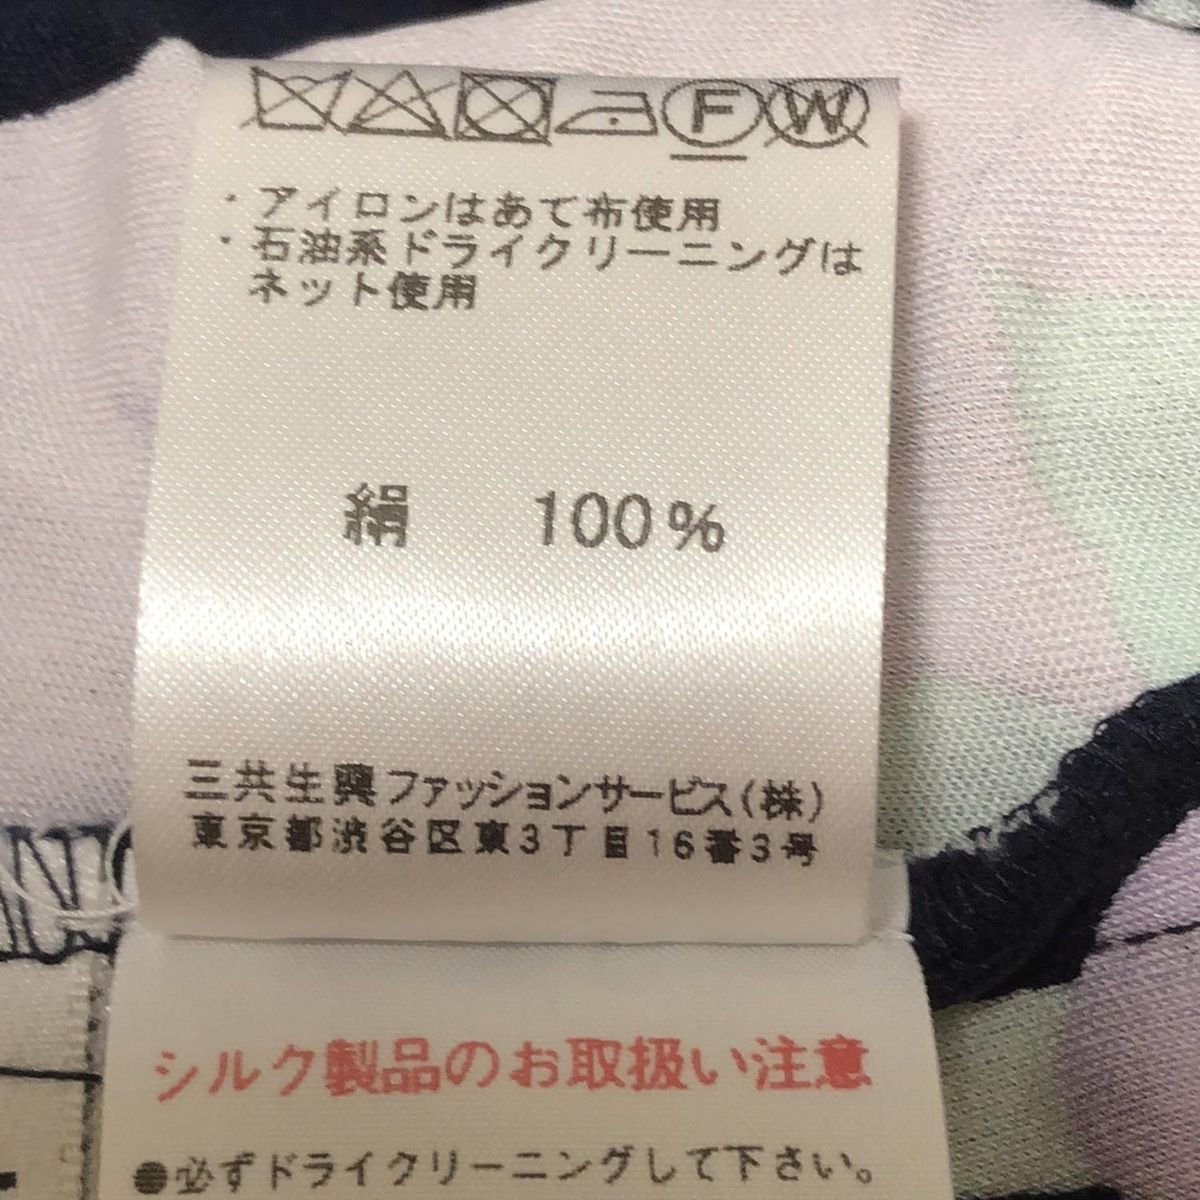 F W
・アイロンはあて布使用
・石油系ドライクリーニングは
ネット使用
絹 100%
三共生興ファッションサービス(株)
東京都渋谷区東3丁目16番3号
シルク製品のお取扱い注意
●必ずドライクリーニングして下さい。